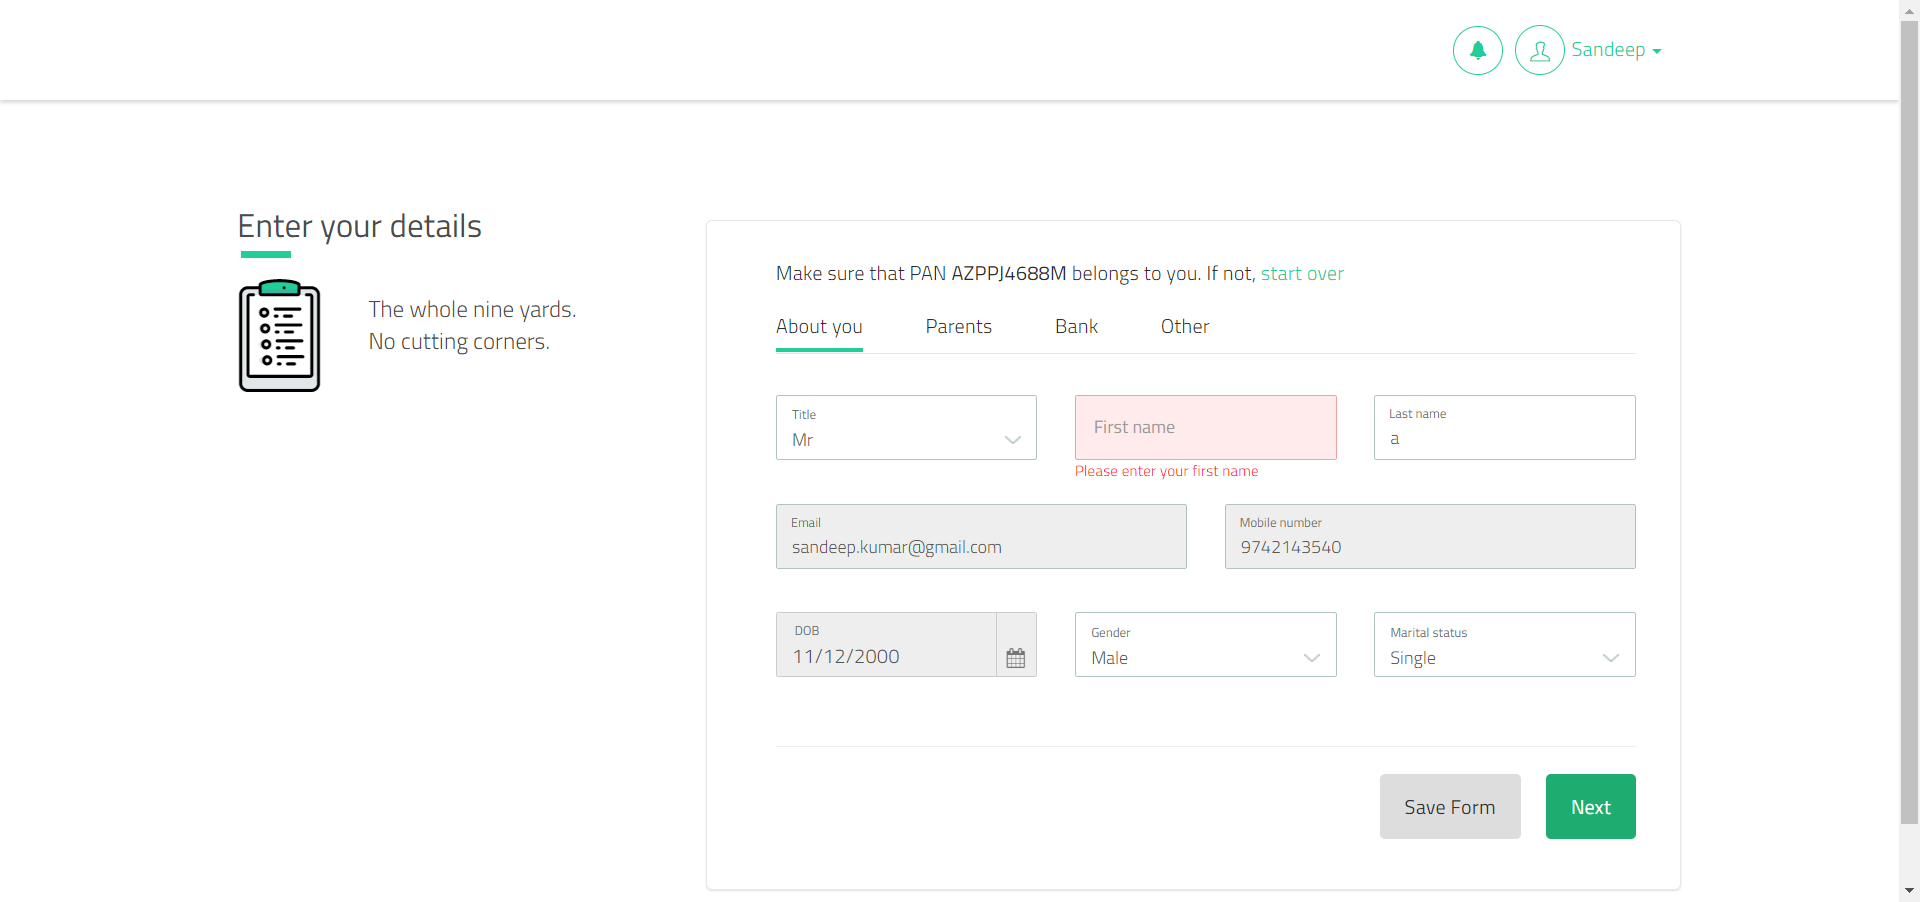 Sandeep
Enter your details
The whole nine yards.
No cutting corners.
Make sure that PAN AZPPJ4688M belongs to you. If not, start over
About you Parents Bank Other
Title
Mr
First name
Please enter your first name
Last name
a
Email
sandeep.kumar@gmail.com
Mobile number
9742143540
DOB
11/12/2000
Gender
Male
Marital status
Single
Save Form Next